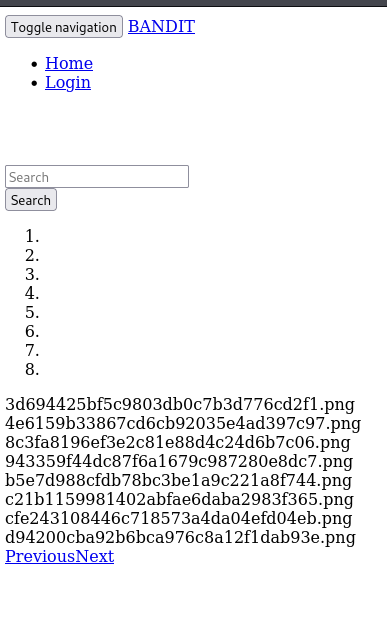 Toggle navigation BANDIT
• Home
• Login
Search
Search
1.
2.
3.
4.
5.
6.
7.
8.
3d694425bf5c9803db0c7b3d776cd2f1.png
4e6159b33867cd6cb92035e4ad397c97.png
8c3fa8196ef3e2c81e88d4c24d6b7c06.png
943359f44dc87f6a1679c987280e8dc7.png
b5e7d988cfdb78bc3be1a9c221a8f744.png
c21b1159981402abfae6daba2983f365.png
cfe243108446c718573a4da04efd04eb.png
d94200cba92b6bca976c8a12f1dab93e.png
PreviousNext